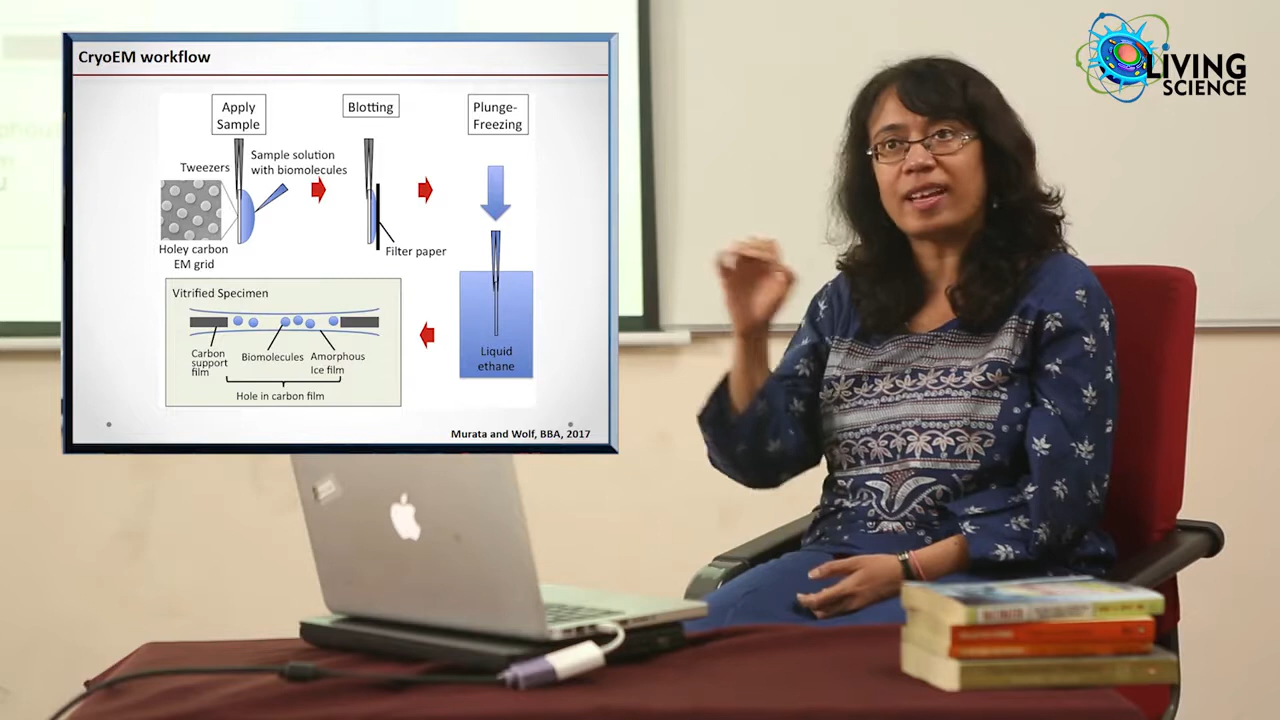 CryoEM workflow
Apply
Sample
Blotting
Plunge-
Freezing
Tweezers
Sample solution
with biomolecules
Holey carbon
EM grid
Filter paper
Liquid
ethane
Vitrified Specimen
Carbon
support
film
Biomolecules
Amorphous
Ice film
Hole in carbon film
Murata and Wolf, BBA, 2017
LIVING
SCIENCE